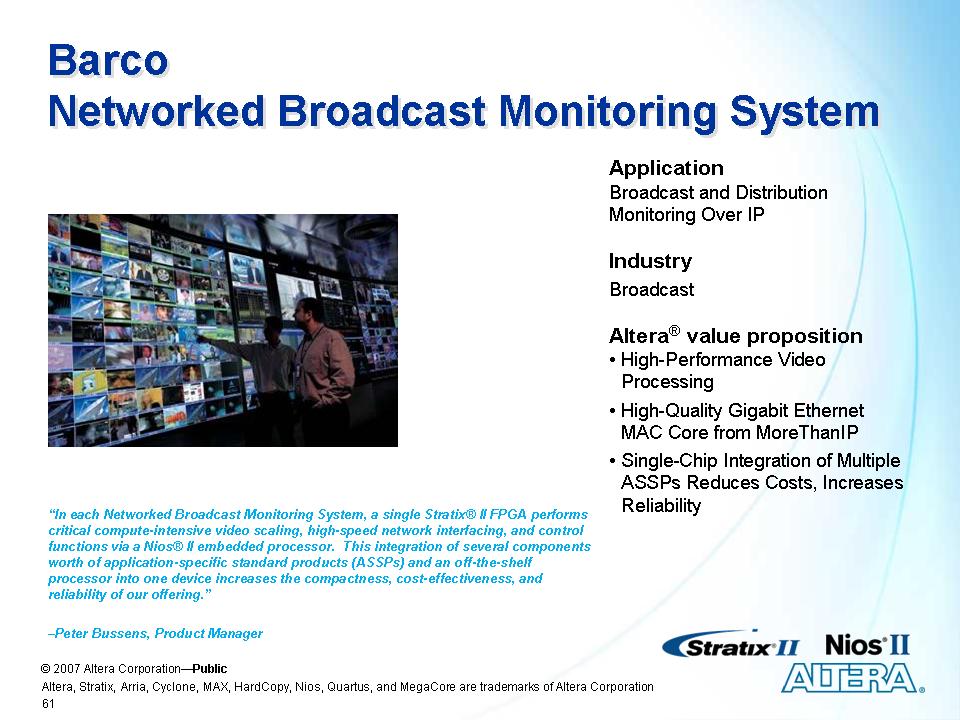 Barco
Networked Broadcast Monitoring System
Application
Broadcast and Distribution
Monitoring Over IP
Industry
Broadcast
Altera® value proposition
• High-Performance Video
Processing
• High-Quality Gigabit Ethernet
MAC Core from MoreThanIP
• Single-Chip Integration of Multiple
ASSPs Reduces Costs, Increases
Reliability
“In each Networked Broadcast Monitoring System, a single Stratix® II FPGA performs
critical compute-intensive video scaling, high-speed network interfacing, and control
functions via a Nios® II embedded processor.  This integration of several components
worth of application-specific standard products (ASSPs) and an off-the-shelf
processor into one device increases the compactness, cost-effectiveness, and
reliability of our offering.”
–Peter Bussens, Product Manager
Stratix® II
Nios® II
ALTERA®
© 2007 Altera Corporation—Public
Altera, Stratix, Arria, Cyclone, MAX, HardCopy, Nios, Quartus, and MegaCore are trademarks of Altera Corporation
61